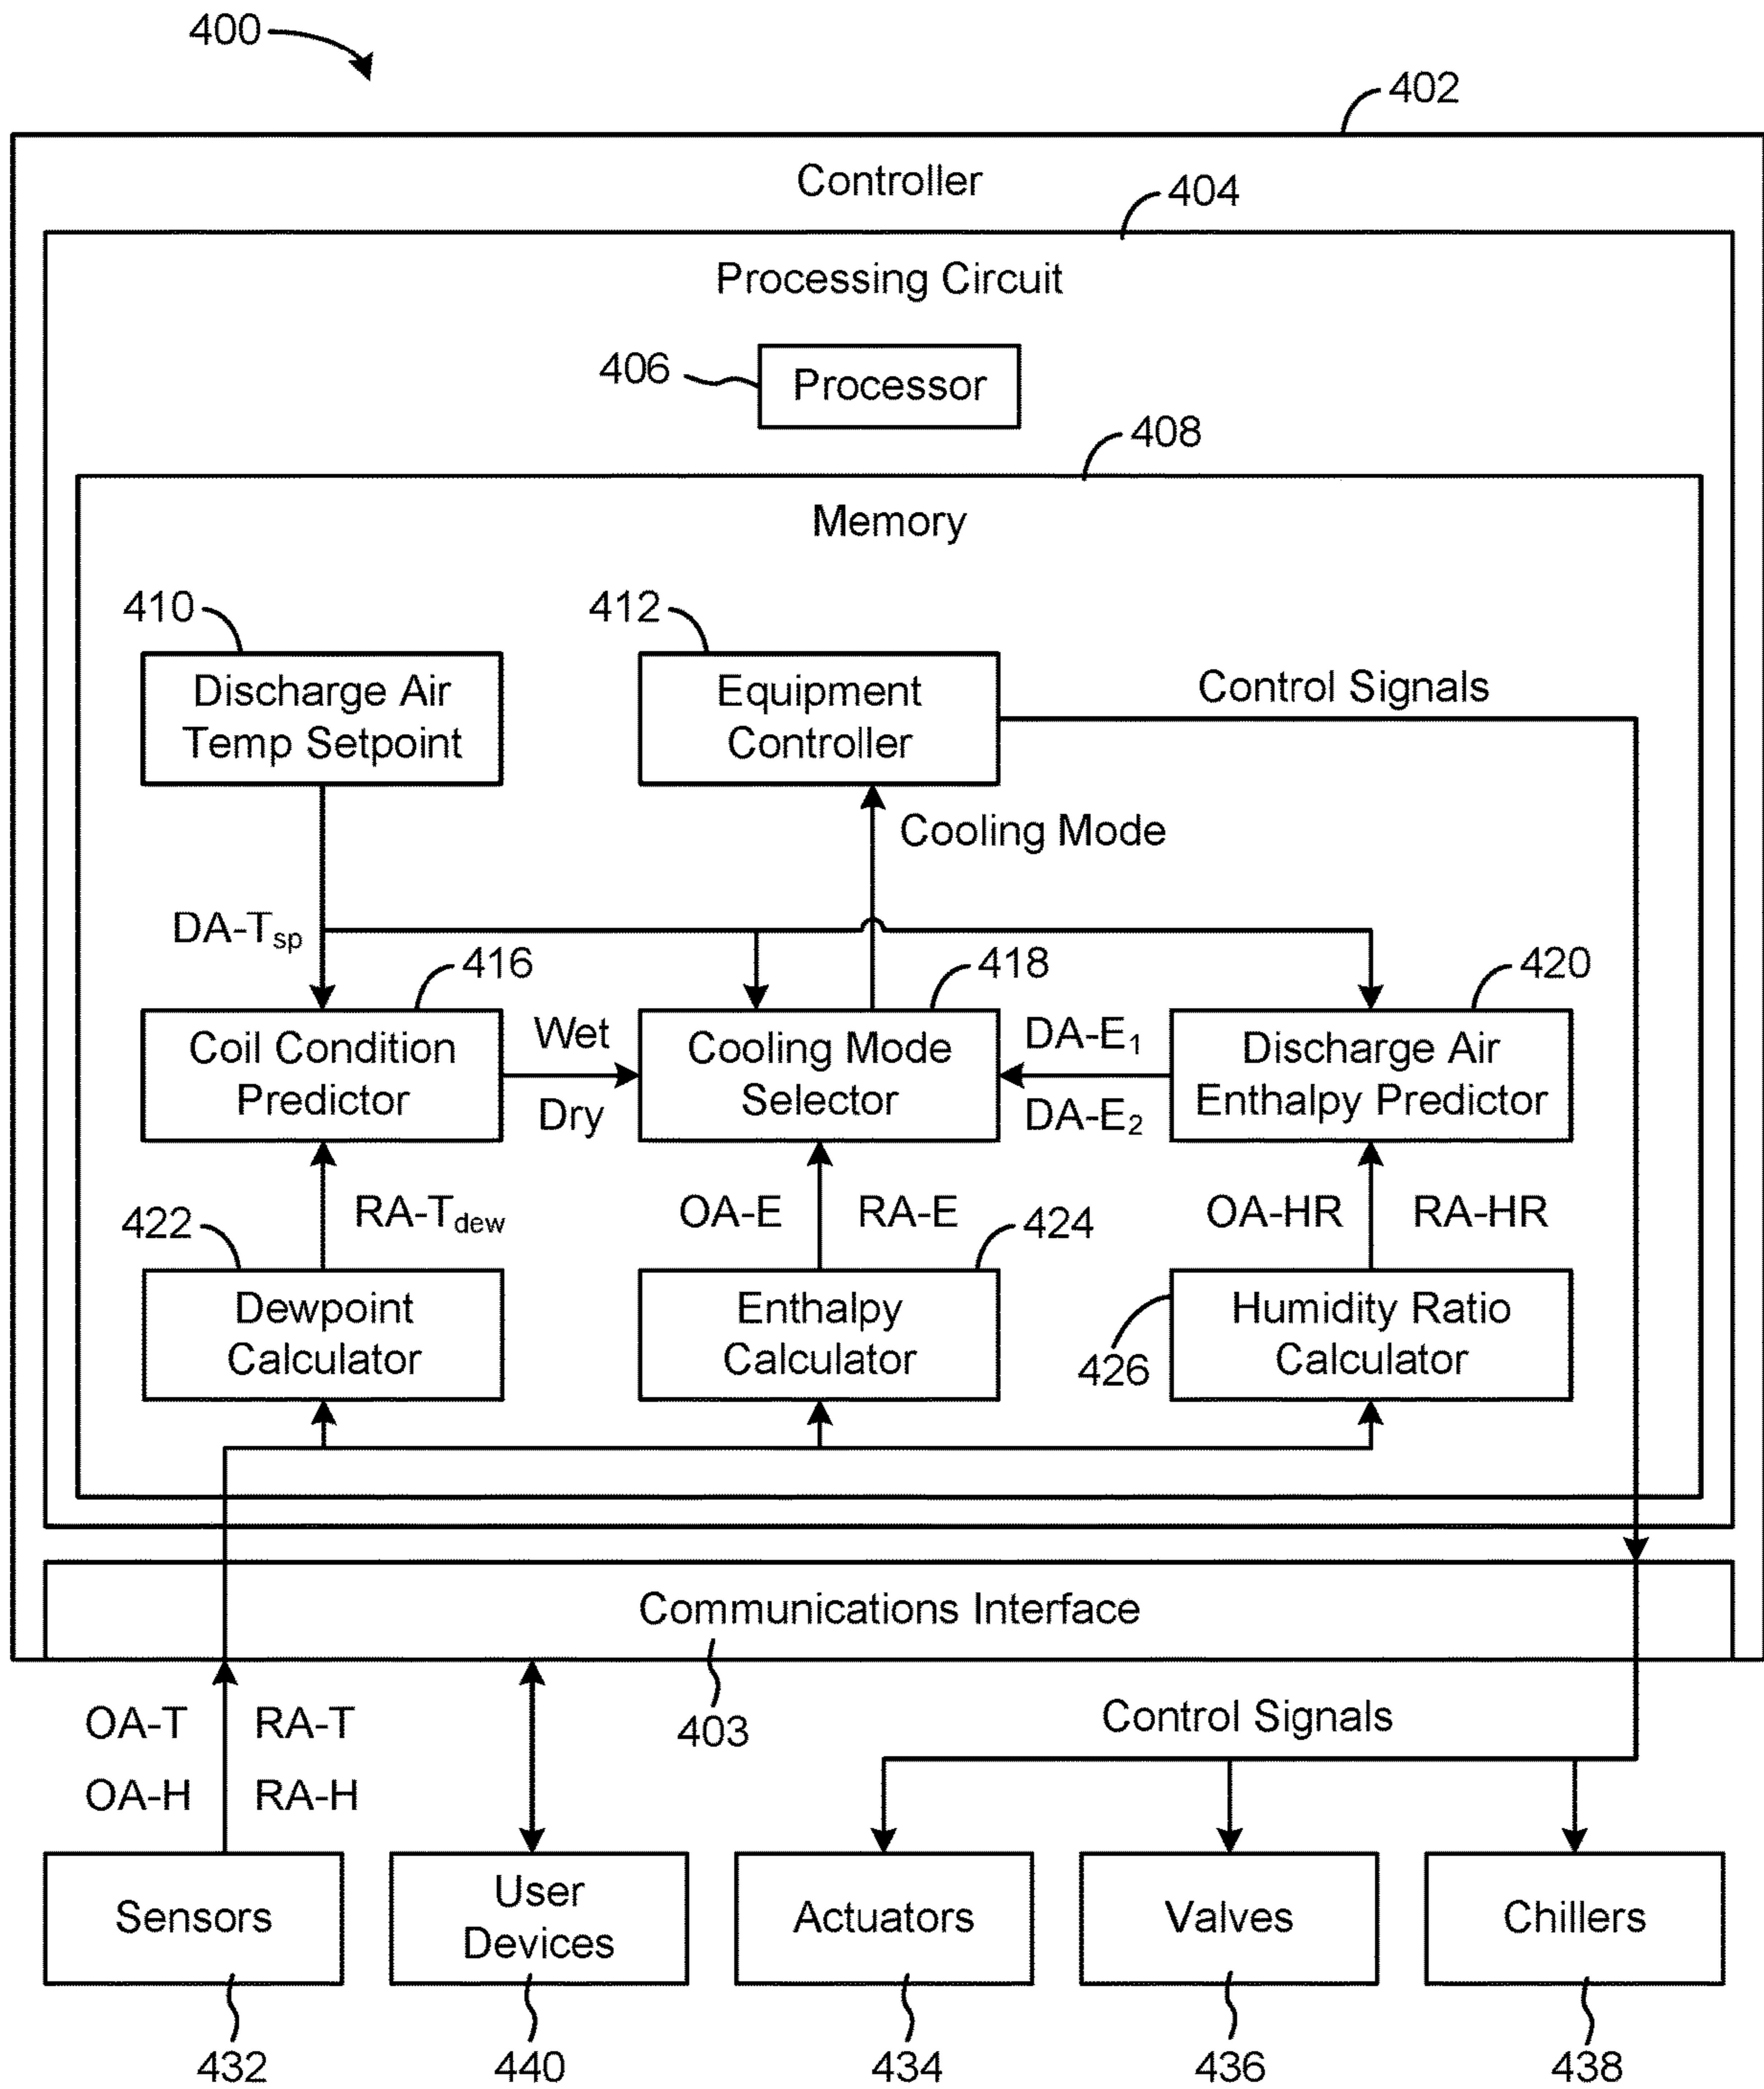 400
402
Controller
404
Processing Circuit
406
Processor
408
Memory
410
412
Discharge Air
Temp Setpoint
Equipment
Controller
Control Signals
Cooling Mode
DA-Tsp
416
418
420
Coil Condition
Predictor
Wet
Dry
Cooling Mode
Selector
DA-E1
DA-E2
Discharge Air
Enthalpy Predictor
422
RA-Tdew
OA-E
RA-E
424
OA-HR
RA-HR
Dewpoint
Calculator
Enthalpy
Calculator
426
Humidity Ratio
Calculator
Communications Interface
403
OA-T
RA-T
OA-H
RA-H
Control Signals
Sensors
User
Devices
Actuators
Valves
Chillers
432
440
434
436
438